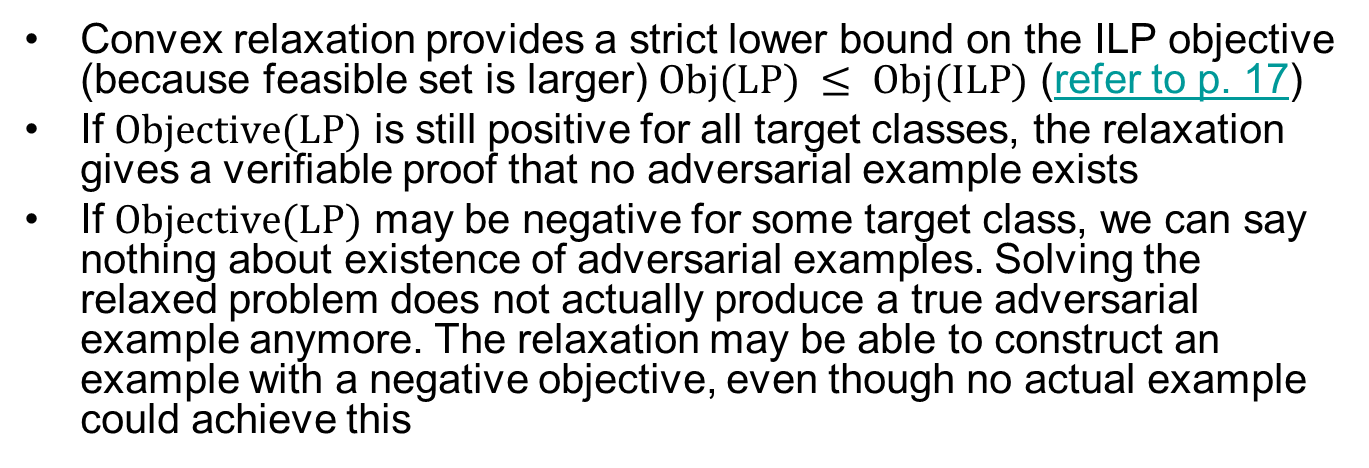 • Convex relaxation provides a strict lower bound on the ILP objective
(because feasible set is larger) Obj(LP) ≤ Obj(ILP) (refer to p. 17)
• If Objective(LP) is still positive for all target classes, the relaxation
gives a verifiable proof that no adversarial example exists
• If Objective(LP) may be negative for some target class, we can say
nothing about existence of adversarial examples. Solving the
relaxed problem does not actually produce a true adversarial
example anymore. The relaxation may be able to construct an
example with a negative objective, even though no actual example
could achieve this